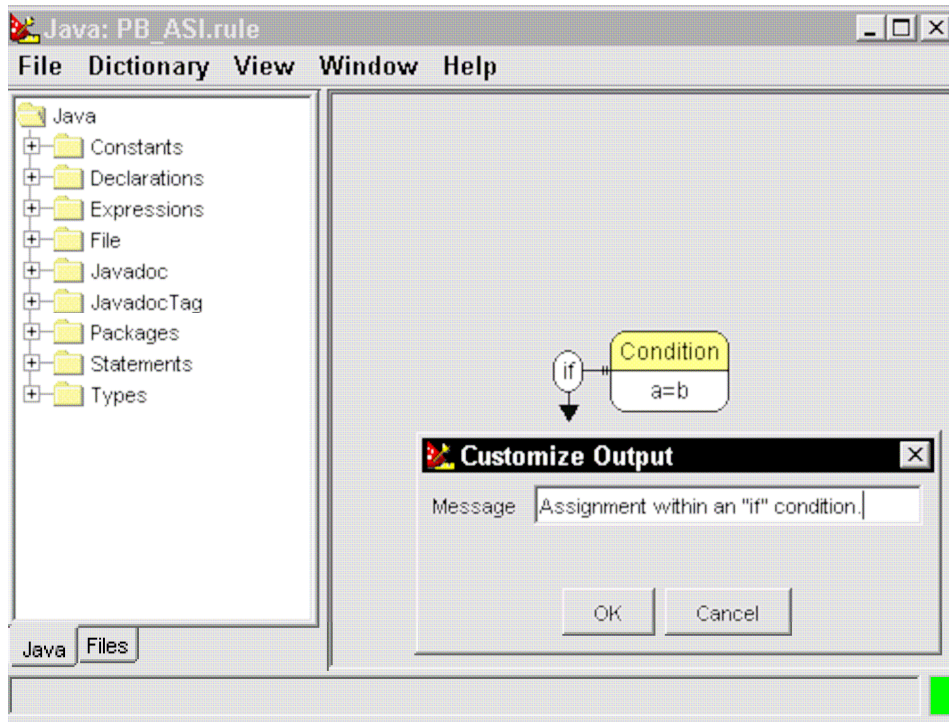 Java: PB_ASI.rule
File Dictionary View Window Help
Java
Constants
Declarations
Expressions
File
Javadoc
JavadocTag
Packages
Statements
Types
if
Condition
a=b
Customize Output
Message Assignment within an "if" condition.
OK Cancel
Java Files